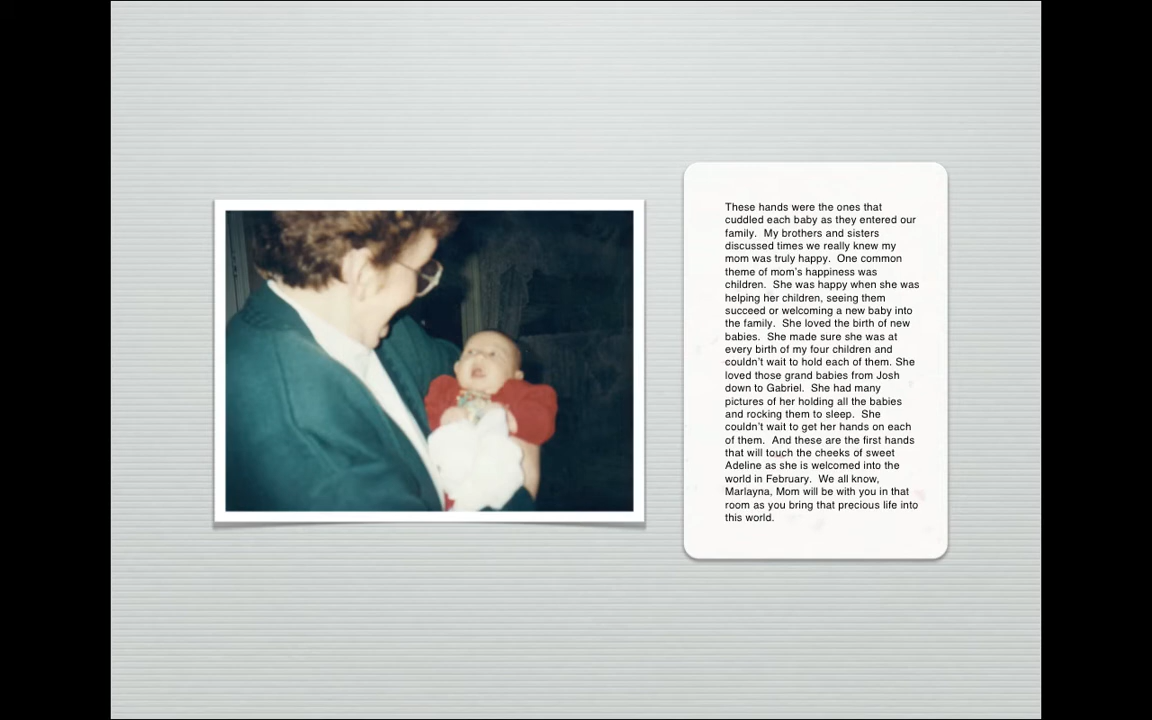 These hands were the ones that
cuddled each baby as they entered our
family.  My brothers and sisters
discussed times we really knew my
mom was truly happy.  One common
theme of mom's happiness was
children.  She was happy when she was
helping her children, seeing them
succeed or welcoming a new baby into
the family.  She loved the birth of new
babies.  She made sure she was at
every birth of my four children and
couldn't wait to hold each of them. She
loved those grand babies from Josh
down to Gabriel.  She had many
pictures of her holding all the babies
and rocking them to sleep.  She
couldn't wait to get her hands on each
of them.  And these are the first hands
that will touch the cheeks of sweet
Adeline as she is welcomed into the
world in February.  We all know,
Marlayna, Mom will be with you in that
room as you bring that precious life into
this world.